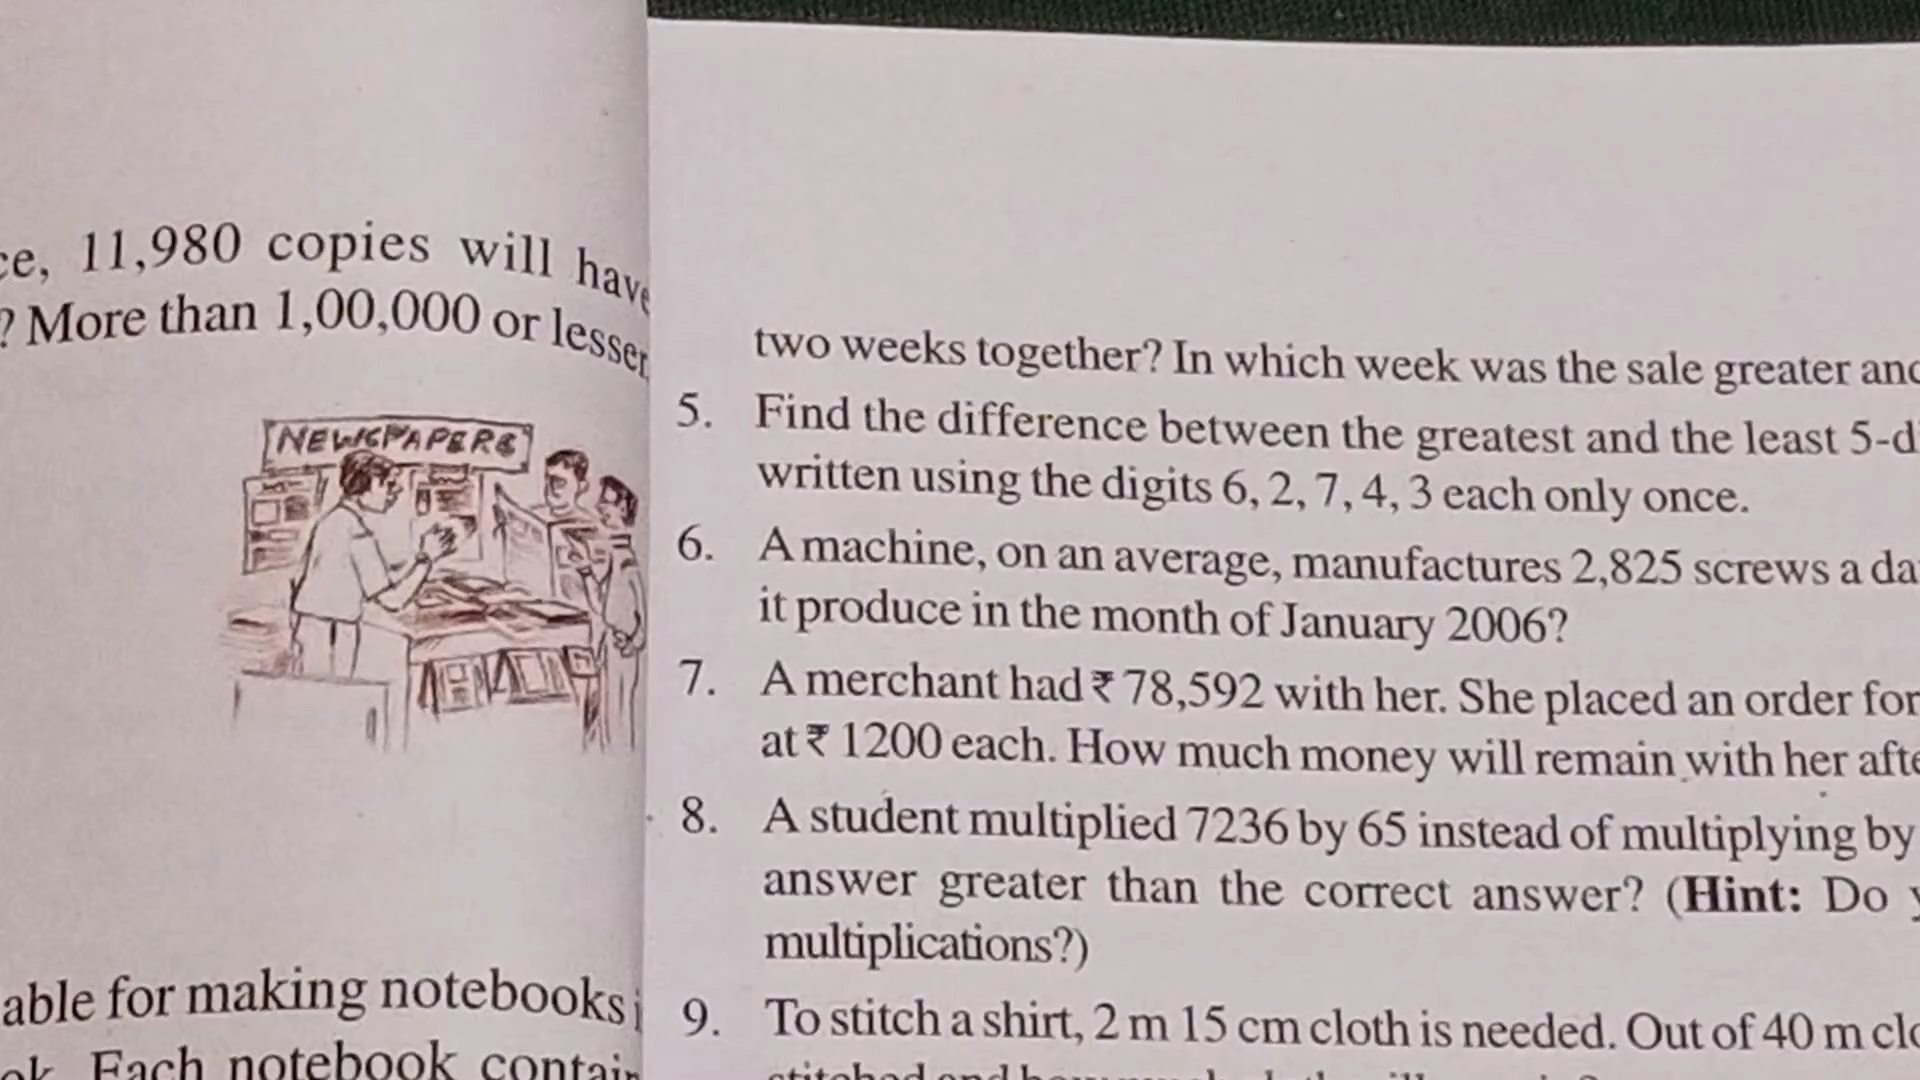 11,980 copies will have
? More than 1,00,000 or lesser
NEWSPAPERS
able for making notebooks
Each notebook contain
two weeks together? In which week was the sale greater and
5. Find the difference between the greatest and the least 5-d
written using the digits 6, 2, 7, 4, 3 each only once.
6. A machine, on an average, manufactures 2,825 screws a da
it produce in the month of January 2006?
7. A merchant had ₹ 78,592 with her. She placed an order for
at ₹ 1200 each. How much money will remain with her afte
8. A student multiplied 7236 by 65 instead of multiplying by
answer greater than the correct answer? (Hint: Do
multiplications?)
9. To stitch a shirt, 2 m 15 cm cloth is needed. Out of 40 m clo